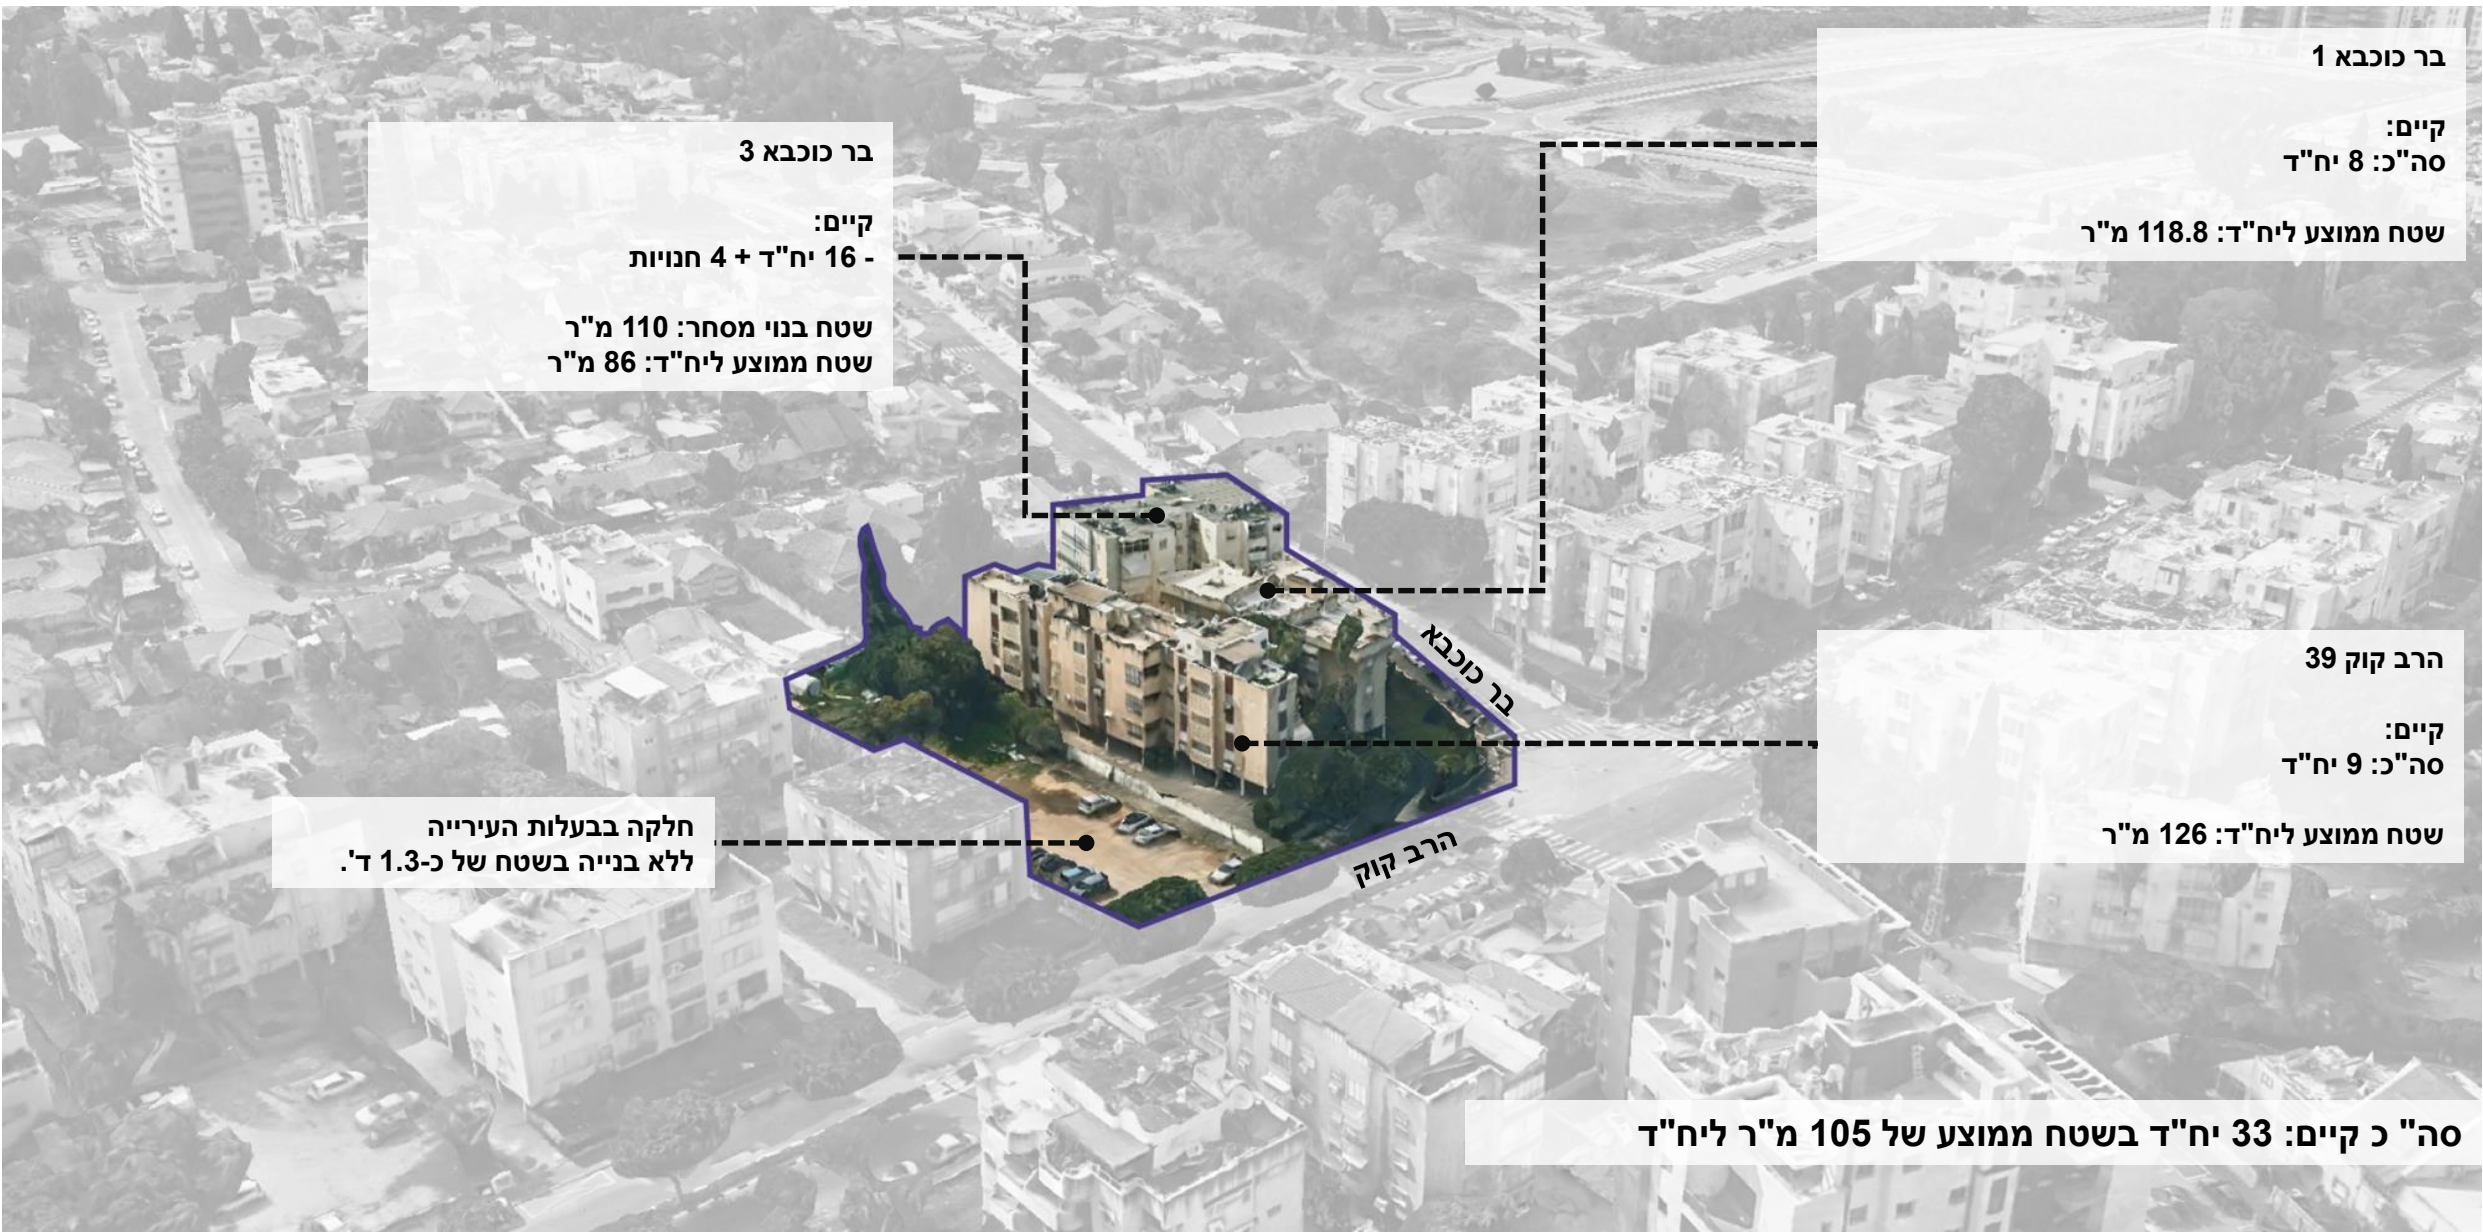 בר כוכבא 1
קיים:
סה"כ: 8 יח"ד
שטח ממוצע ליח"ד: 118.8 מ"ר
בר כוכבא 3
קיים:
- 16 יח"ד + 4 חנויות
שטח בנוי מסחר: 110 מ"ר
שטח ממוצע ליח"ד: 86 מ"ר
בר כוכבא
הרב קוק 39
קיים:
סה"כ: 9 יח"ד
שטח ממוצע ליח"ד: 126 מ"ר
הרב קוק
חלקה בבעלות העירייה
ללא בנייה בשטח של כ-1.3 ד'.
סה" כ קיים: 33 יח"ד בשטח ממוצע של 105 מ"ר ליח"ד